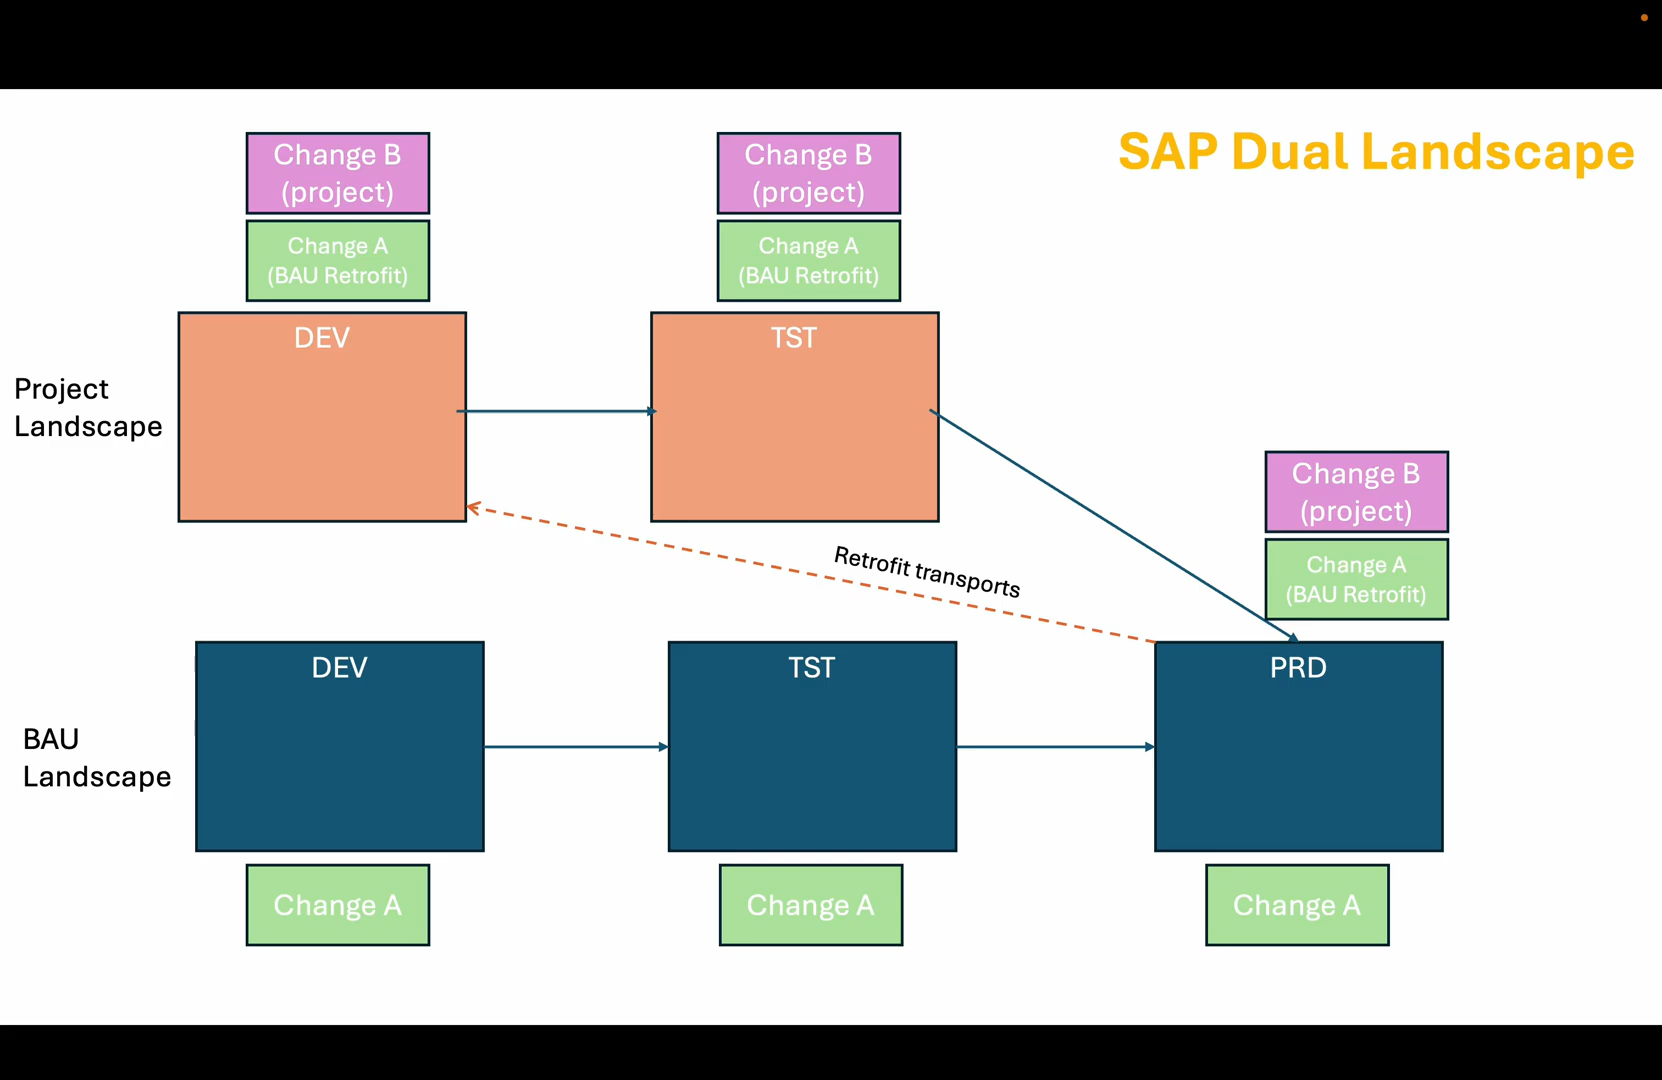 SAP Dual Landscape
Change B
(project)
Change B
(project)
Change A
(BAU Retrofit)
Change A
(BAU Retrofit)
DEV
TST
Project
Landscape
Change B
(project)
Change A
(BAU Retrofit)
Retrofit transports
DEV
TST
PRD
BAU
Landscape
Change A
Change A
Change A